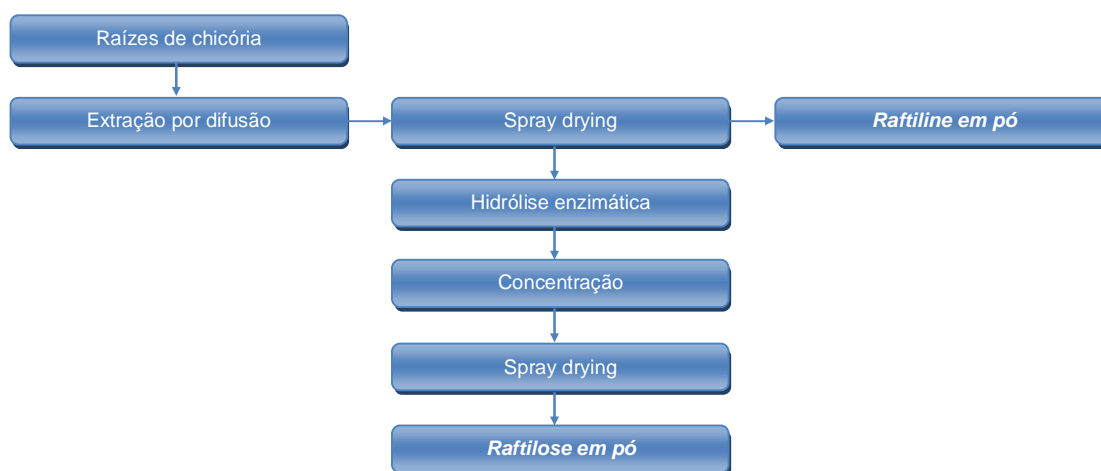 Raízes de chicória
Extração por difusão
Spray drying
Raftiline em pó
Hidrólise enzimática
Concentração
Spray drying
Raftilose em pó